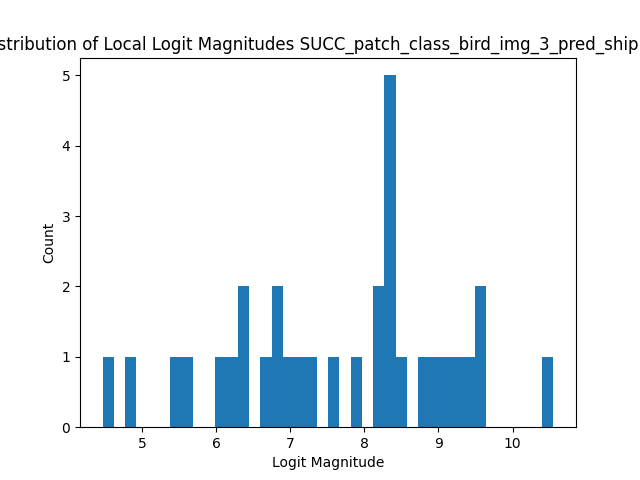 stribution of Local Logit Magnitudes SUCC_patch_class_bird_img_3_pred_ship
5
4
3
2
1
0
Count
5 6 7 8 9 10
Logit Magnitude